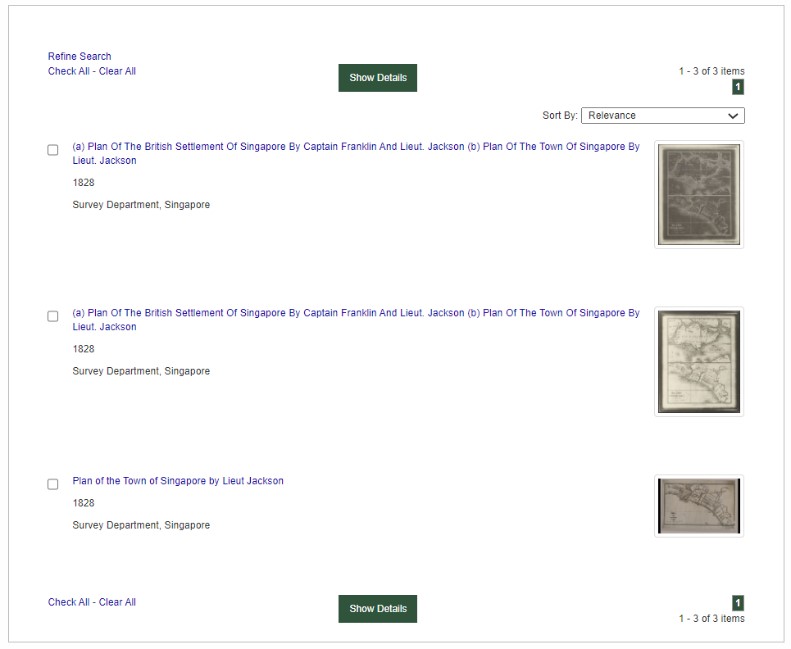 Refine Search
Check All - Clear All
Show Details
1 - 3 of 3 items
1
Sort By: Relevance
(a) Plan Of The British Settlement Of Singapore By Captain Franklin And Lieut. Jackson (b) Plan Of The Town Of Singapore By
Lieut. Jackson
1828
Survey Department, Singapore
(a) Plan Of The British Settlement Of Singapore By Captain Franklin And Lieut. Jackson (b) Plan Of The Town Of Singapore By
Lieut. Jackson
1828
Survey Department, Singapore
Plan of the Town of Singapore by Lieut Jackson
1828
Survey Department, Singapore
Check All - Clear All
Show Details
1
1 - 3 of 3 items